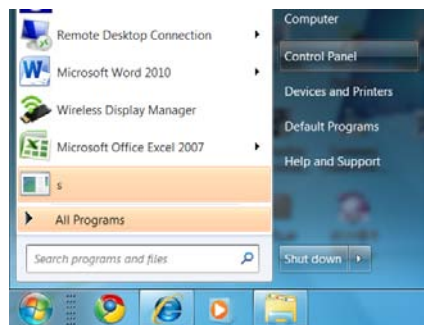 Remote Desktop Connection
Microsoft Word 2010
Wireless Display Manager
Microsoft Office Excel 2007
s
All Programs
Search programs and files
Computer
Control Panel
Devices and Printers
Default Programs
Help and Support
Shut down